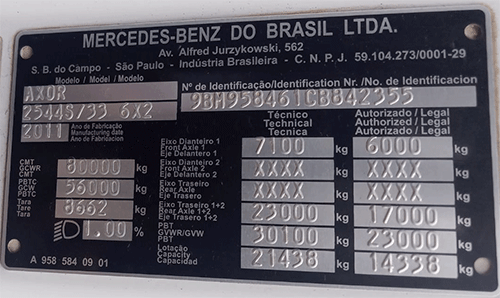 MERCEDES-BENZ DO BRASIL LTDA.
Av. Alfred Jurzykowski, 562
S. B. do Campo - São Paulo - Indústria Brasileira - C. N. P. J. 59.104.273/0001-29
Modelo / Model / Modelo
AXOR
2544S/33 6X2
2011 Ano de Fabricação
Manufacturing date
Ano de Fabricacion
Nº de Identificação/Identification Nr. /No. de Identificacion
9BM958461CB842355
Técnico Autorizado / Legal
Technical Authorized / Legal
Tecnica Autorizado / Legal
Eixo Dianteiro 1
Front Axle 1 7100 kg 6000 kg
Eje Delantero 1
Eixo Dianteiro 2
Front Axle 2 XXXX kg XXXX kg
Eje Delantero 2
Eixo Traseiro
Rear Axle XXXX kg XXXX kg
Eje Trasero
Eixo Traseiro 1+2
Rear Axle 1+2 23000 kg 17000 kg
Eje Trasero 1+2
PBT
GVWR/GVW 30100 kg 23000 kg
PBT
Lotação
Capacity 21438 kg 14338 kg
Capacidad
CMT
GCWR 80000 kg
CMT
PBTC
GCW 56000 kg
PBTC
Tara
Tare 8662 kg
Tara
1.00 %
A 958 584 09 01